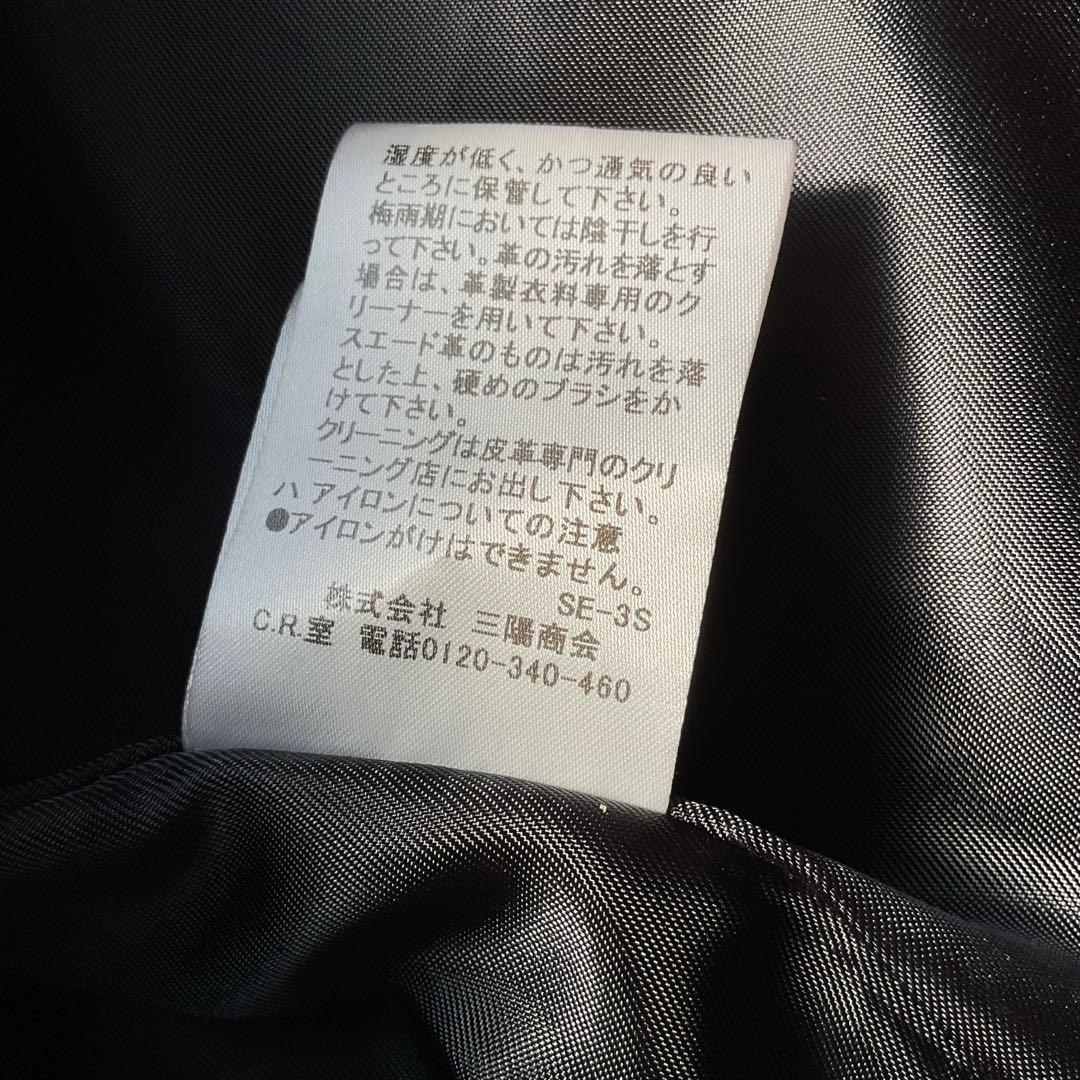 湿度が低く、かつ通気の良い
ところに保管して下さい。
梅雨期においては陰干しを行
って下さい。革の汚れを落とす
場合は、革製衣料専用のク
リーナーを用いて下さい。
スエード革のものは汚れを落
とした上、硬めのブラシをか
けて下さい。
クリーニングは皮革専門のクリ
ーニング店にお出し下さい。
ハ アイロンについての注意
●アイロンがけはできません。
SE-3S
株式会社 三陽商会
C.R.室 電話0120-340-460